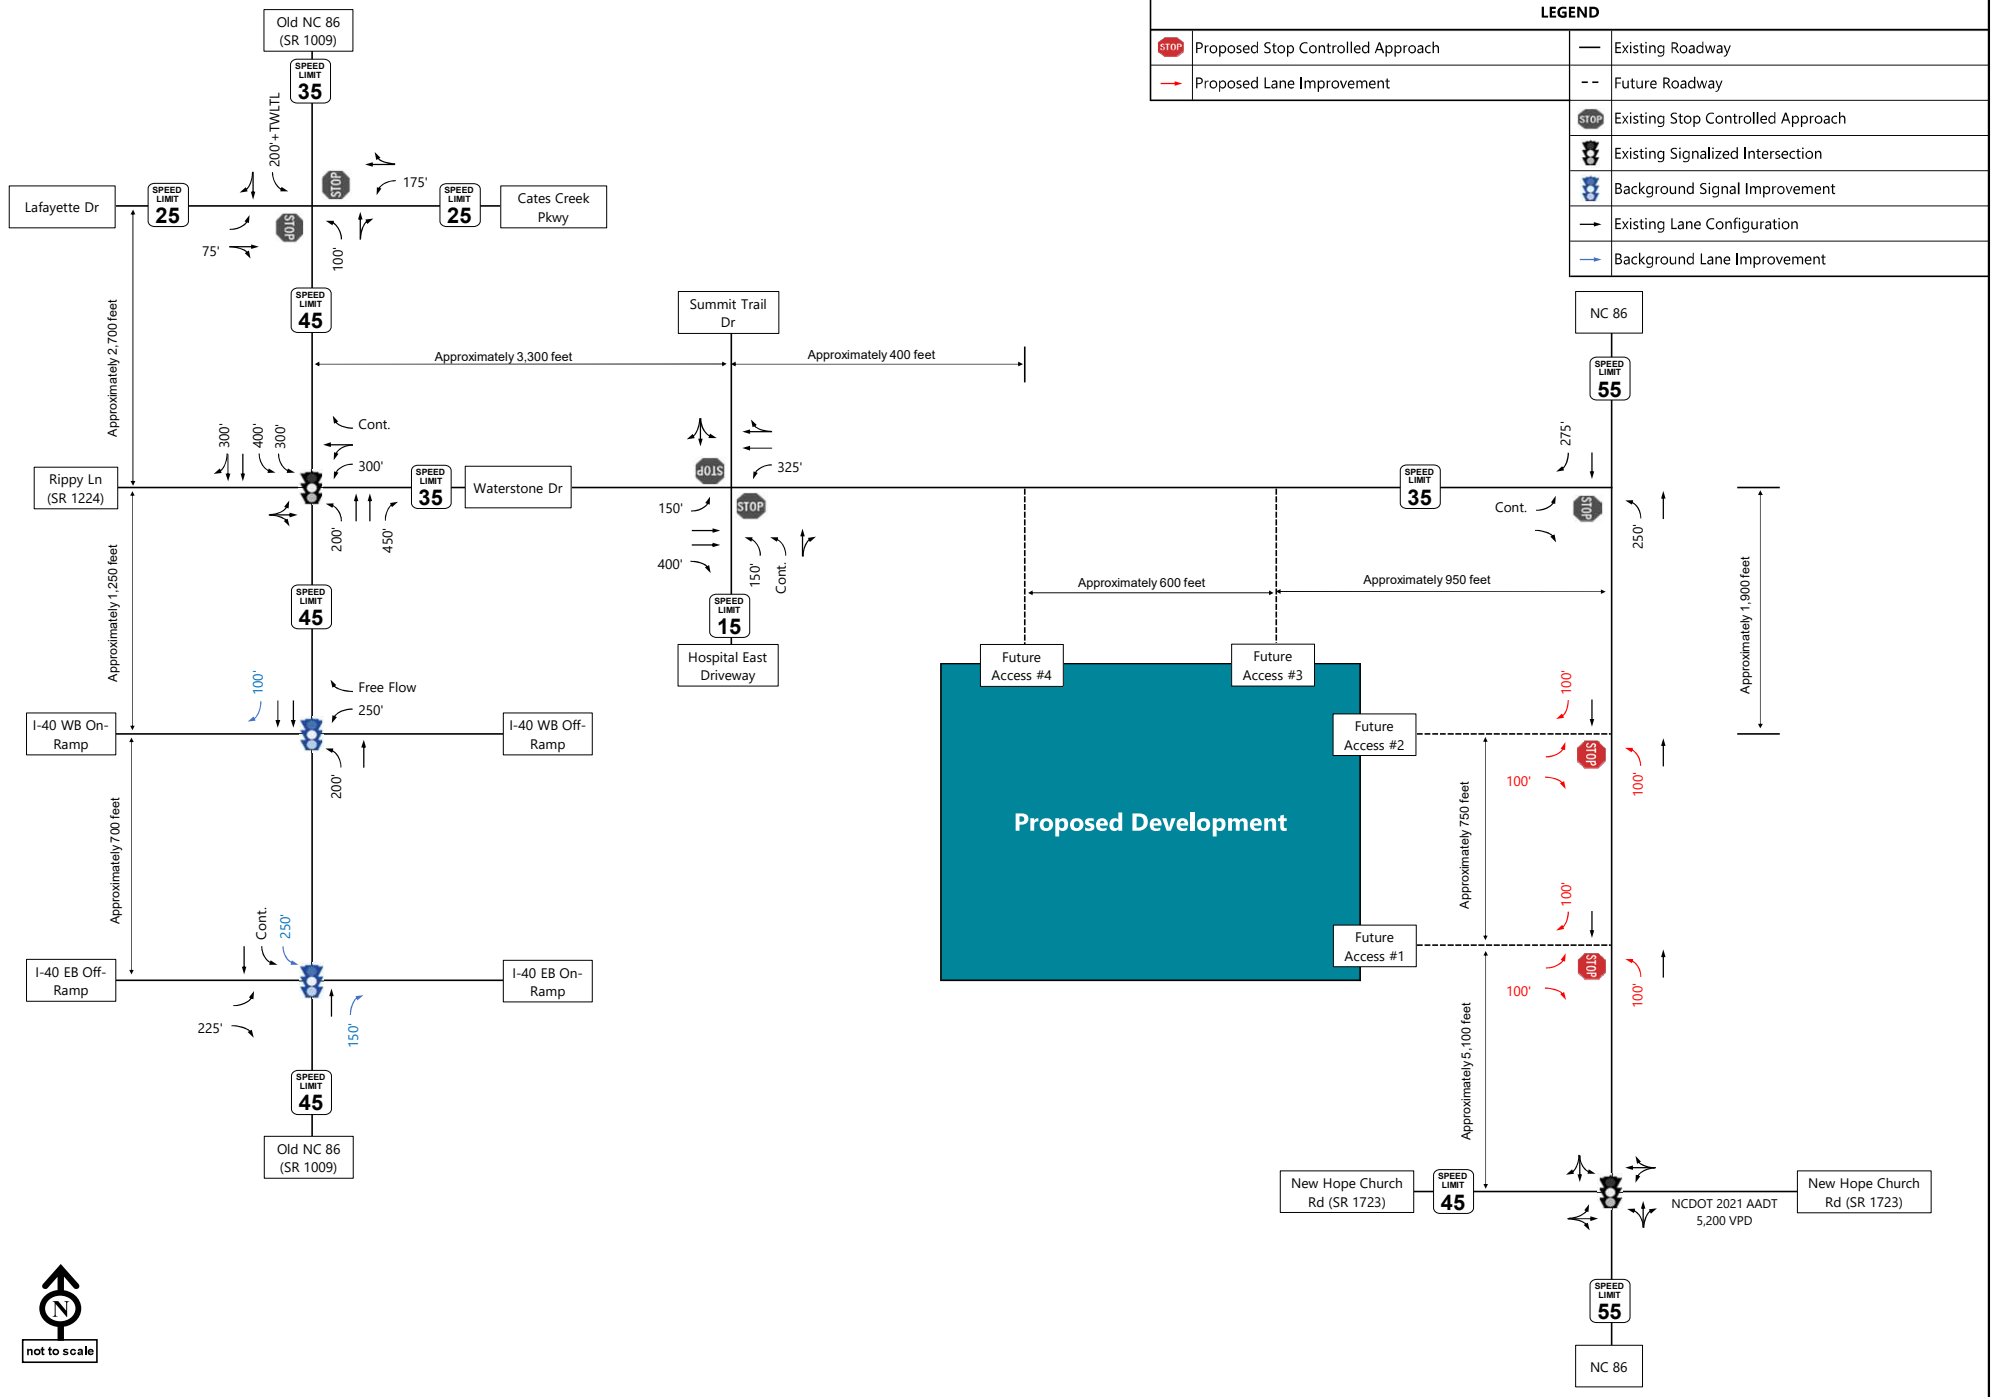 LEGEND
STOP Proposed Stop Controlled Approach
Proposed Lane Improvement
Existing Roadway
Future Roadway
STOP Existing Stop Controlled Approach
Existing Signalized Intersection
Background Signal Improvement
Existing Lane Configuration
Background Lane Improvement
Old NC 86
(SR 1009)
SPEED
LIMIT
35
200'+TWLTL
STOP
175'
Lafayette Dr
SPEED
LIMIT
25
SPEED
LIMIT
25
Cates Creek
Pkwy
STOP
75'
100'
Approximately 2,700 feet
SPEED
LIMIT
45
Summit Trail
Dr
Approximately 3,300 feet
Approximately 400 feet
NC 86
SPEED
LIMIT
55
300'
400'
300'
Cont.
300'
Rippy Ln
(SR 1224)
SPEED
LIMIT
35
Waterstone Dr
200'
450'
STOP
325'
150'
STOP
400'
150'
Cont.
SPEED
LIMIT
15
Hospital East
Driveway
275'
SPEED
LIMIT
35
Cont.
STOP
250'
Approximately 600 feet
Approximately 950 feet
Approximately 1,900 feet
Approximately 1,250 feet
SPEED
LIMIT
45
100'
Free Flow
250'
I-40 WB On-
Ramp
I-40 WB Off-
Ramp
200'
Approximately 700 feet
Future
Access #4
Future
Access #3
Future
Access #2
100'
STOP
100'
100'
Proposed Development
Approximately 750 feet
Future
Access #1
100'
STOP
100'
100'
Cont.
250'
I-40 EB Off-
Ramp
I-40 EB On-
Ramp
225'
150'
SPEED
LIMIT
45
Old NC 86
(SR 1009)
Approximately 5,100 feet
New Hope Church
Rd (SR 1723)
SPEED
LIMIT
45
NCDOT 2021 AADT
5,200 VPD
New Hope Church
Rd (SR 1723)
SPEED
LIMIT
55
NC 86
N
not to scale